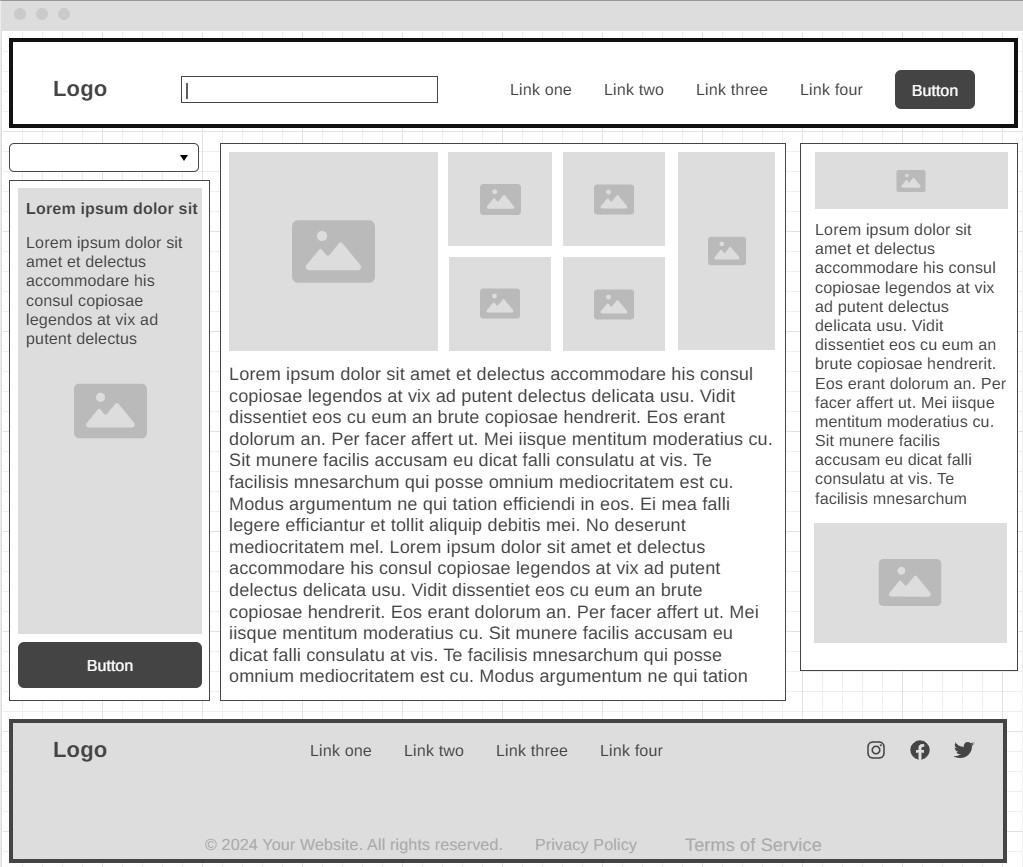 Logo
Link one
Link two
Link three
Link four
Button
Lorem ipsum dolor sit
Lorem ipsum dolor sit
amet et delectus
accommodare his
consul copiosae
legendos at vix ad
putent delectus
Button
Lorem ipsum dolor sit amet et delectus accommodare his consul
copiosae legendos at vix ad putent delectus delicata usu. Vidit
dissentiet eos cu eum an brute copiosae hendrerit. Eos erant
dolorum an. Per facer affert ut. Mei iisque mentitum moderatius cu.
Sit munere facilis accusam eu dicat falli consulatu at vis. Te
facilisis mnesarchum qui posse omnium mediocritatem est cu.
Modus argumentum ne qui tation efficiendi in eos. Ei mea falli
legere efficiantur et tollit aliquip debitis mei. No deserunt
mediocritatem mel. Lorem ipsum dolor sit amet et delectus
accommodare his consul copiosae legendos at vix ad putent
delectus delicata usu. Vidit dissentiet eos cu eum an brute
copiosae hendrerit. Eos erant dolorum an. Per facer affert ut. Mei
iisque mentitum moderatius cu. Sit munere facilis accusam eu
dicat falli consulatu at vis. Te facilisis mnesarchum qui posse
omnium mediocritatem est cu. Modus argumentum ne qui tation
Lorem ipsum dolor sit
amet et delectus
accommodare his consul
copiosae legendos at vix
ad putent delectus
delicata usu. Vidit
dissentiet eos cu eum an
brute copiosae hendrerit.
Eos erant dolorum an. Per
facer affert ut. Mei iisque
mentitum moderatius cu.
Sit munere facilis
accusam eu dicat falli
consulatu at vis. Te
facilisis mnesarchum
Logo
Link one
Link two
Link three
Link four
© 2024 Your Website. All rights reserved.
Privacy Policy
Terms of Service